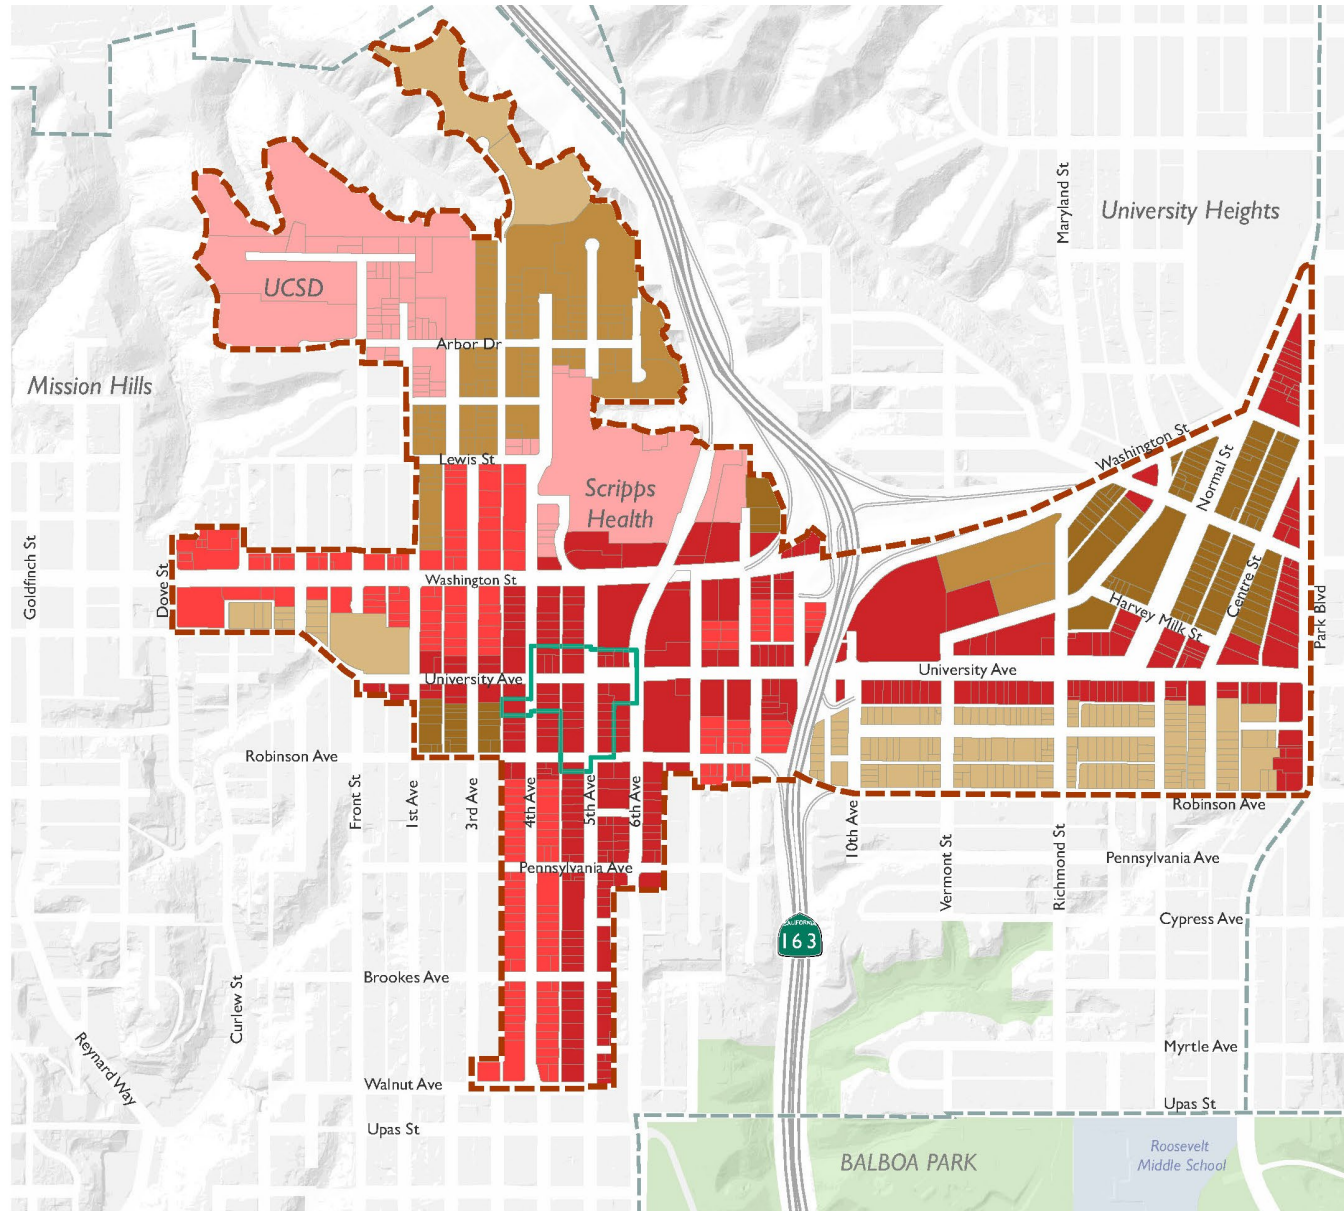 Maryland St
University Heights
UCSD
Arbor Dr
Mission Hills
Washington St
Normal St
Lewis St
Scripps
Health
Goldfinch St
Dove St
Washington St
Centre St
Harvey Milk St
Park Blvd
University Ave
University Ave
Robinson Ave
Front St
1st Ave
3rd Ave
4th Ave
5th Ave
6th Ave
10th Ave
Robinson Ave
Vermont St
Richmond St
Pennsylvania Ave
Pennsylvania Ave
Cypress Ave
CALIFORNIA
163
Brookes Ave
Curlew St
Reynard Way
Myrtle Ave
Walnut Ave
Upas St
Upas St
BALBOA PARK
Roosevelt
Middle School